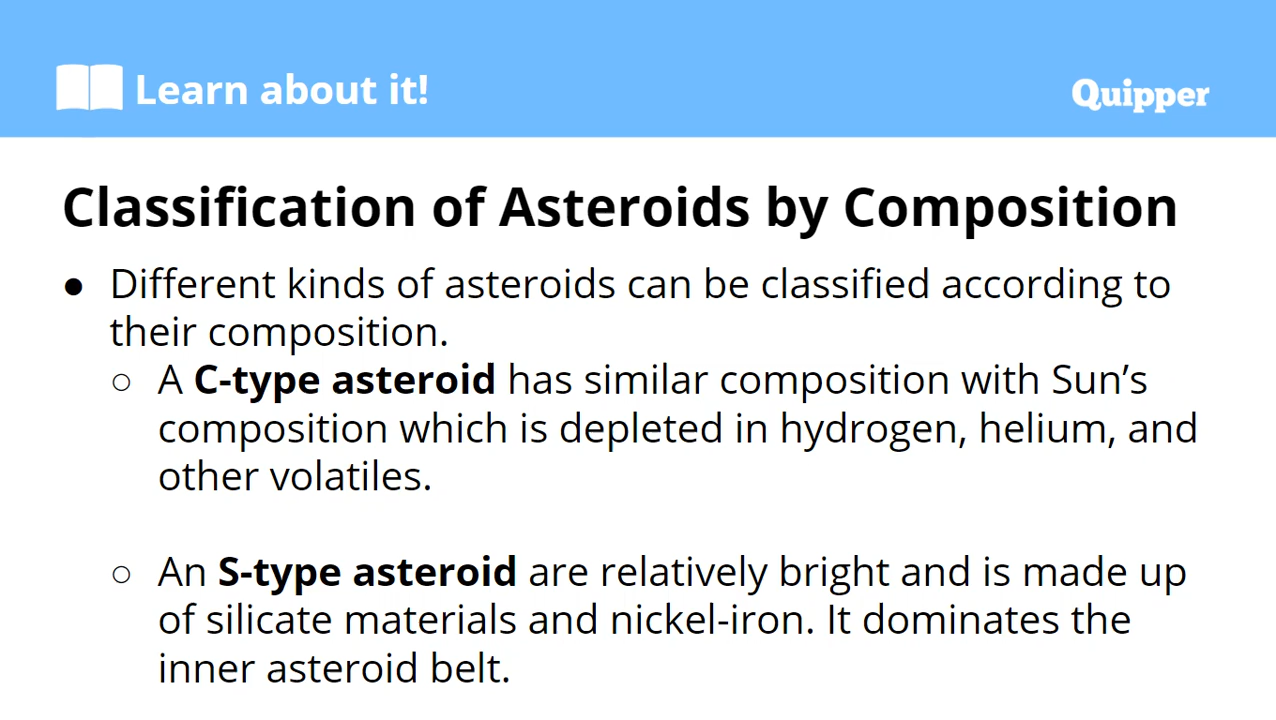 Learn about it!
Quipper
Classification of Asteroids by Composition
● Different kinds of asteroids can be classified according to
their composition.
○ A C-type asteroid has similar composition with Sun’s
composition which is depleted in hydrogen, helium, and
other volatiles.
○ An S-type asteroid are relatively bright and is made up
of silicate materials and nickel-iron. It dominates the
inner asteroid belt.